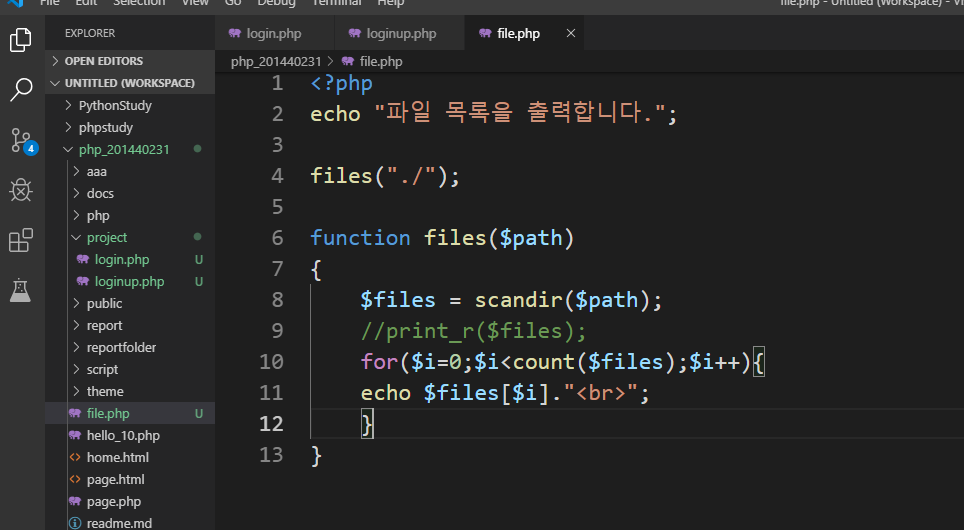 File Edit Selection View Go Debug Terminal Help
file.php - Untitled (Workspace) - Vi
EXPLORER
OPEN EDITORS
UNTITLED (WORKSPACE)
PythonStudy
phpstudy
php_201440231
aaa
docs
php
project
login.php U
loginup.php U
public
report
reportfolder
script
theme
file.php U
hello_10.php
home.html
page.html
page.php
readme.md
4
login.php loginup.php file.php
php_201440231 > file.php
1 <?php
2 echo "파일 목록을 출력합니다.";
3
4 files("./");
5
6 function files($path)
7 {
8 $files = scandir($path);
9 //print_r($files);
10 for($i=0;$i<count($files);$i++){
11 echo $files[$i]."<br>";
12 }
13 }